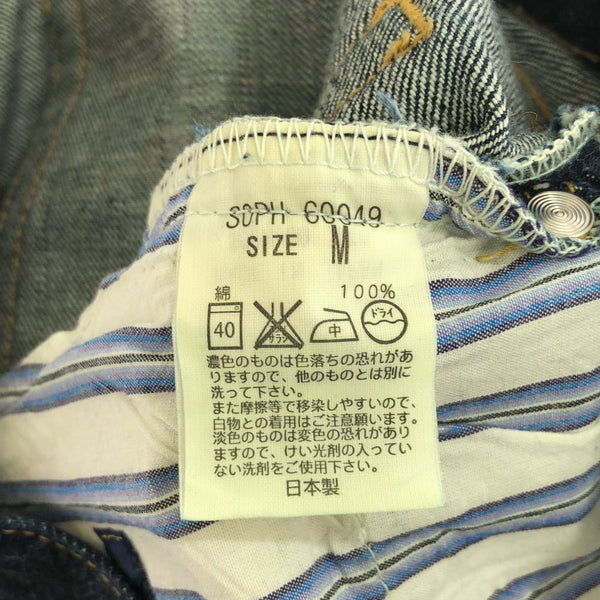 SOPH 60049
SIZE M
綿 100%
40 エンソ サラシ 中 ドライ
濃色のものは色落ちの恐れがあ
りますので、他のものとは別に
洗って下さい。
また摩擦等で移染しやすいので、
白物との着用はご注意願います。
淡色のものは変色の恐れがあり
ますので、けい光剤の入ってい
ない洗剤をご使用下さい。
日本製